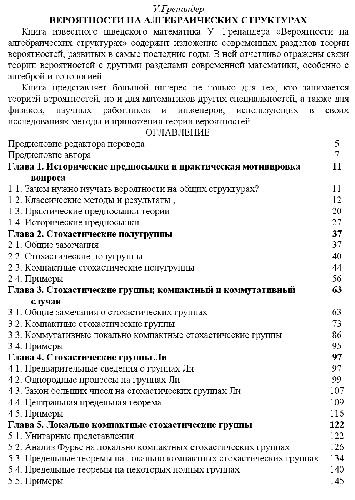 У.Гренандер
ВЕРОЯТНОСТИ НА АЛГЕБРАИЧЕСКИХ СТРУКТУРАХ
Книга известного шведского математика У. Гренандера «Вероятности на
алгебраических структурах» содержит изложение современных разделов теории
вероятностей, развитых в самые последние годы. В ней отчетливо отражены связи
теории вероятностей с другими разделами современной математики, особенно с
алгеброй и топологией.
Книга представляет большой интерес не только для тех, кто занимается
теорией вероятностей, но и для математиков других специальностей, а также для
физиков, научных работников и инженеров, использующих в своих
исследованиях методы и приложения теории вероятностей.
ОГЛАВЛЕНИЕ
Предисловие редактора перевода 5
Предисловие автора 7
Глава 1. Исторические предпосылки и практическая мотивировка 11
вопроса
1.1. Зачем нужно изучать вероятности на общих структурах? 11
1.2. Классические методы и результаты , 12
1.3. Практические предпосылки теории 20
1.4. Исторические предпосылки 27
Глава 2. Стохастические полугруппы 37
2.1. Общие замечания 37
2.2. Стохастические полугруппы 40
2.3. Компактные стохастические полугруппы 44
2.4. Примеры 56
Глава 3. Стохастические группы; компактный и коммутативный 63
случаи
3.1. Общие замечания о стохастических группах 63
3.2. Компактные стохастические группы 73
3.3. Коммутативные локально компактные стохастические группы 86
3.4. Примеры 95
Глава 4. Стохастические группы Ли 97
4.1. Предварительные сведения о группах Ли 97
4.2. Однородные процессы на группах Ли 99
4.3. Закон больших чисел на стохастических группах Ли 107
4.4. Центральная предельная теорема 109
4.5. Примеры 116
Глава 5. Локально компактные стохастические группы 122
5.1. Унитарные представления 122
5.2. Анализ Фурье на локально компактных стохастических группах 126
5.3. Предельные теоремы на локально компактных стохастических группах 134
5.4. Предельные теоремы на некоторых полных группах 140
5.5. Примеры 145